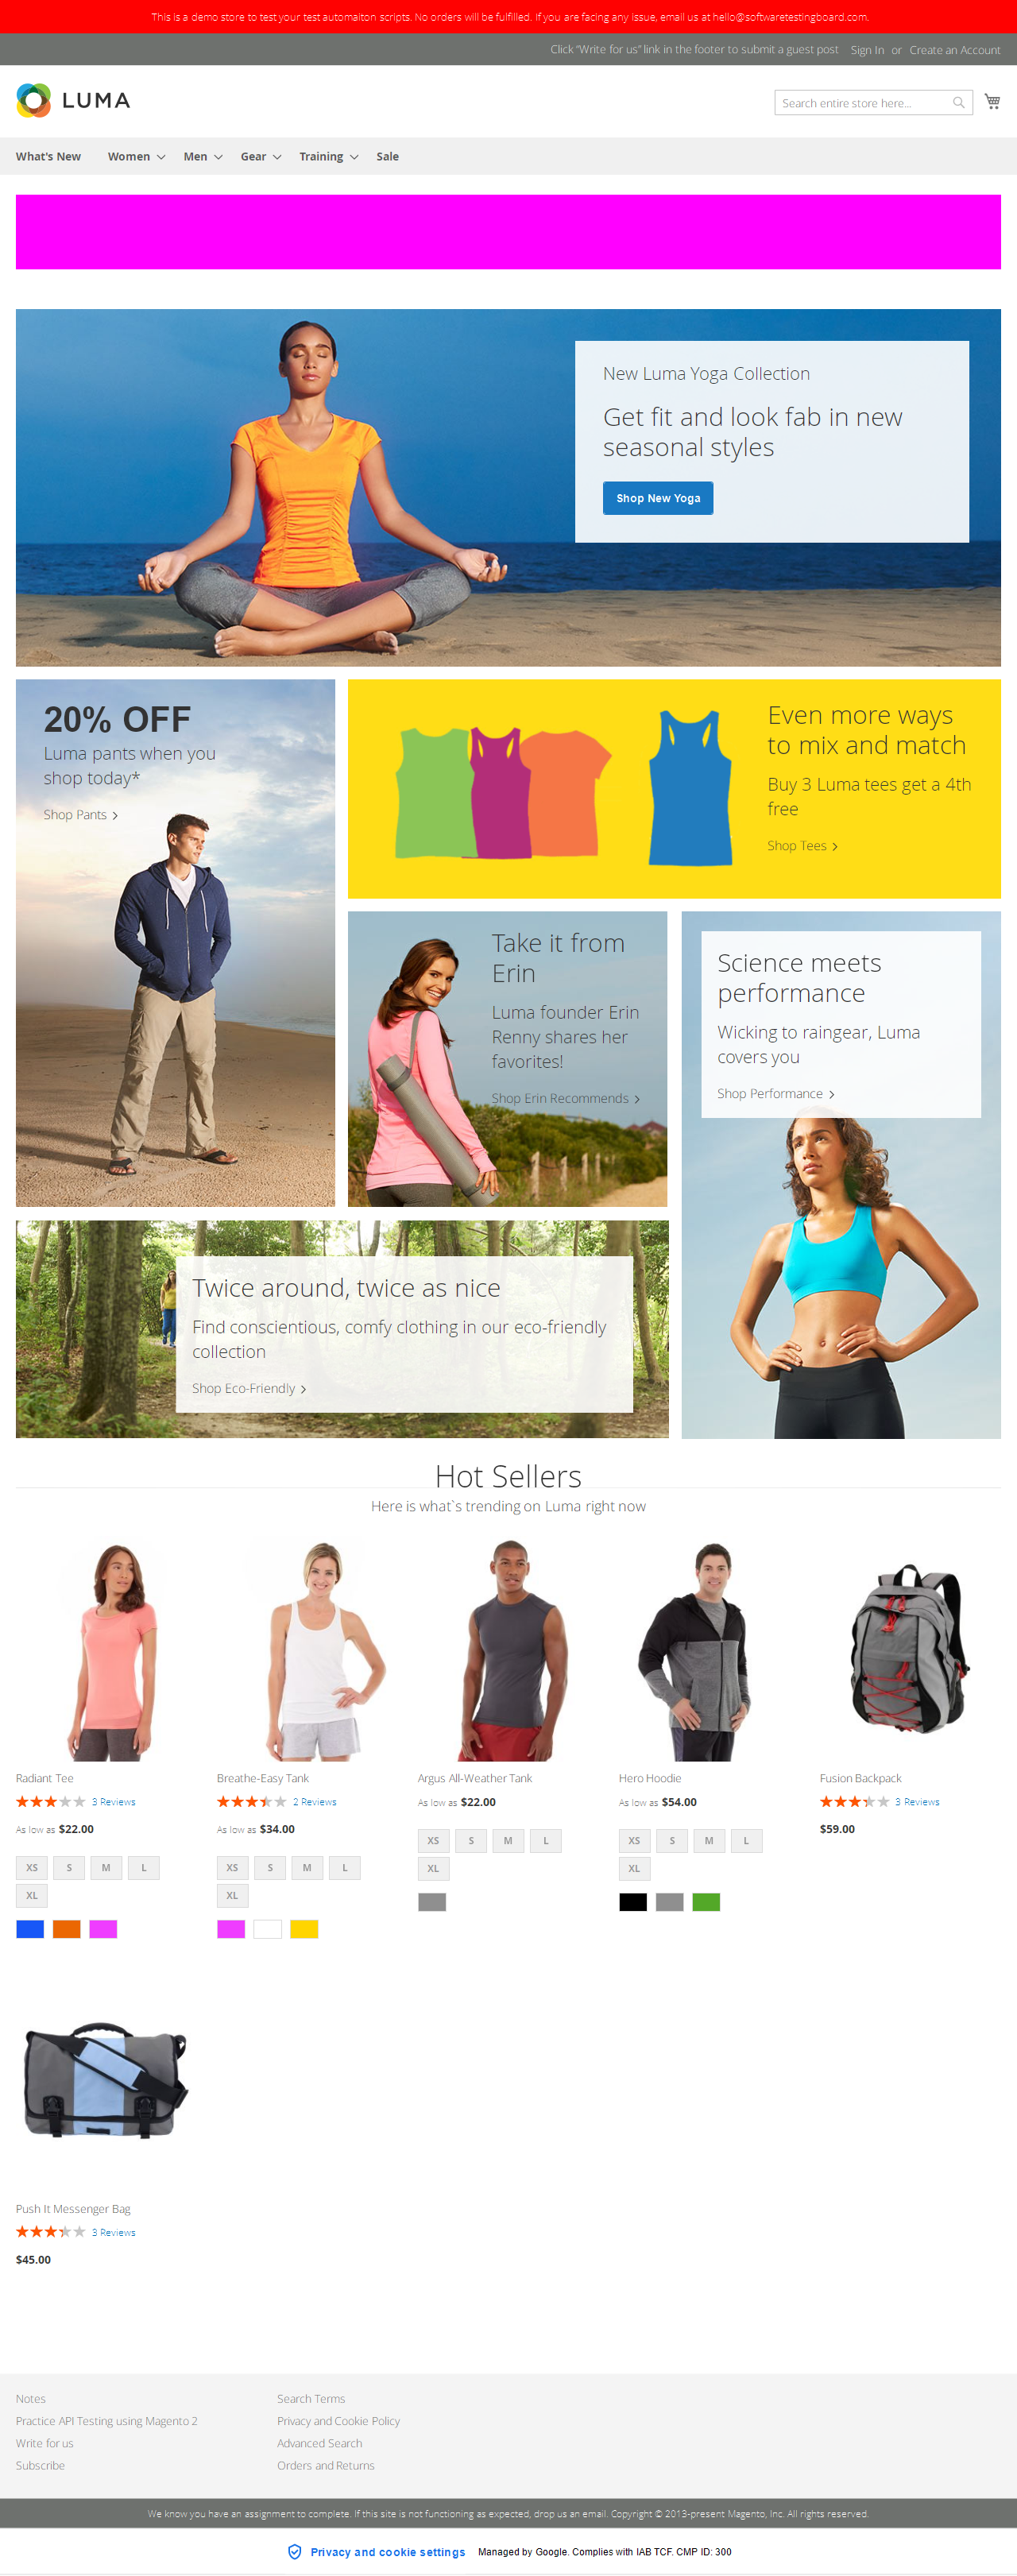 This is a demo store to test your test automaiton scripts. No orders will be fulfilled. If you are facing any issue, email us at hello@softwaretestingboard.com.
Click “Write for us” link in the footer to submit a guest post Sign In or Create an Account
LUMA
Search entire store here...
What's New Women Men Gear Training Sale
New Luma Yoga Collection
Get fit and look fab in new
seasonal styles
Shop New Yoga
20% OFF
Luma pants when you
shop today*
Shop Pants
Even more ways
to mix and match
Buy 3 Luma tees get a 4th
free
Shop Tees
Take it from
Erin
Luma founder Erin
Renny shares her
favorites!
Shop Erin Recommends
Science meets
performance
Wicking to raingear, Luma
covers you
Shop Performance
Twice around, twice as nice
Find conscientious, comfy clothing in our eco-friendly
collection
Shop Eco-Friendly
Hot Sellers
Here is what`s trending on Luma right now
Radiant Tee
3 Reviews
As low as $22.00
XS S M L
XL
Breathe-Easy Tank
2 Reviews
As low as $34.00
XS S M L
XL
Argus All-Weather Tank
As low as $22.00
XS S M L
XL
Hero Hoodie
As low as $54.00
XS S M L
XL
Fusion Backpack
3 Reviews
$59.00
Push It Messenger Bag
3 Reviews
$45.00
Notes
Practice API Testing using Magento 2
Write for us
Subscribe
Search Terms
Privacy and Cookie Policy
Advanced Search
Orders and Returns
We know you have an assignment to complete. If this site is not functioning as expected, drop us an email. Copyright © 2013-present Magento, Inc. All rights reserved.
Privacy and cookie settings Managed by Google. Complies with IAB TCF. CMP ID: 300